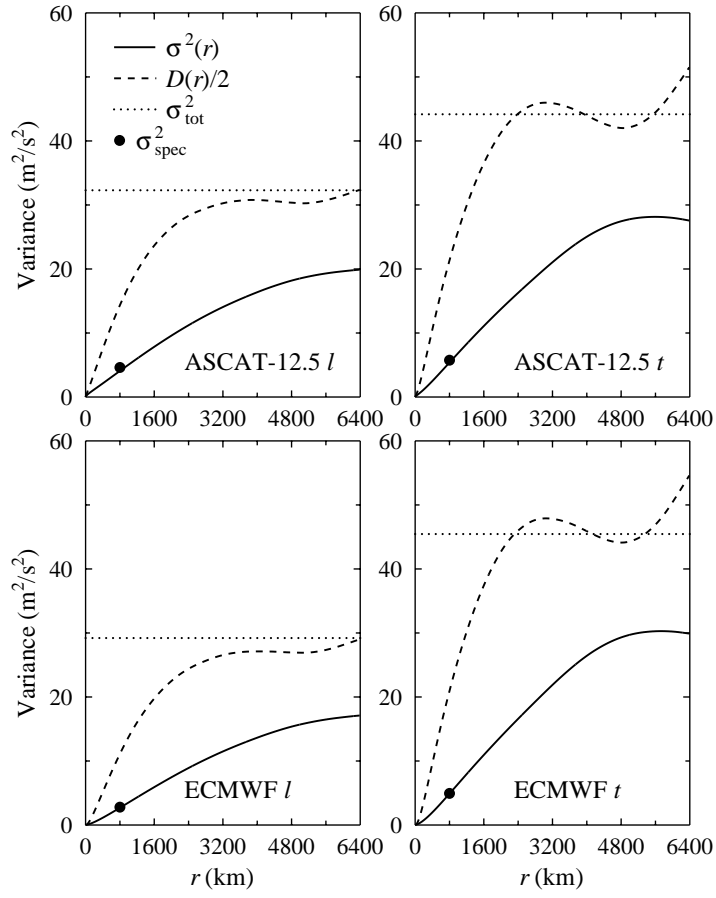 60
40
20
0
Variance (m²/s²)
σ²(r)
D(r)/2
σ²tot
σ²spec
ASCAT-12.5 l
0 1600 3200 4800 6400
60
40
20
0
ASCAT-12.5 t
0 1600 3200 4800 6400
60
40
20
0
Variance (m²/s²)
ECMWF l
0 1600 3200 4800 6400
r (km)
60
40
20
0
ECMWF t
0 1600 3200 4800 6400
r (km)